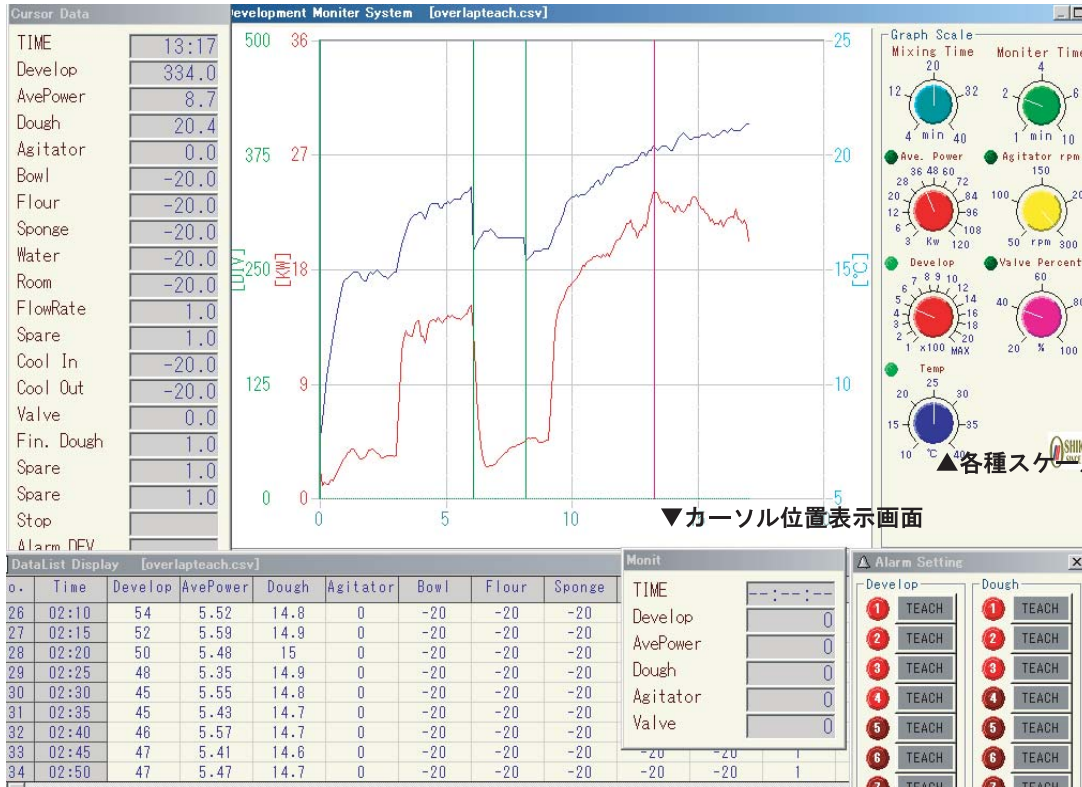 Cursor Data
TIME 13:17
Develop 334.0
AvePower 8.7
Dough 20.4
Agitator 0.0
Bowl -20.0
Flour -20.0
Sponge -20.0
Water -20.0
Room -20.0
FlowRate 1.0
Spare 1.0
Cool In -20.0
Cool Out -20.0
Valve 0.0
Fin. Dough 1.0
Spare 1.0
Spare 1.0
Stop
Alarm DEV
Development Moniter System [overlapteach.csv]
500 36 25
375 27 20
[DIV] 250 [KW] 18 15 [°C]
125 9 10
0 0 5
0 5 10
▼カーソル位置表示画面
Graph Scale
Mixing Time
4 12 20 32 40
min
Moniter Time
1 2 4 6 10
min
Ave. Power
3 6 12 20 28 36 48 60 72 84 96 108 120
Kw
Agitator rpm
50 100 150 20 300
rpm
Develop
1 2 3 4 5 6 7 8 9 10 12 14 16 18 20 MAX
x100
Valve Percent
20 40 60 80 100
%
Temp
10 15 20 25 30 35 40
°C
▲各種スケー
DataList Display [overlapteach.csv]
o. Time Develop AvePower Dough Agitator Bowl Flour Sponge
26 02:10 54 5.52 14.8 0 -20 -20 -20
27 02:15 52 5.59 14.9 0 -20 -20 -20
28 02:20 50 5.48 15 0 -20 -20 -20
29 02:25 48 5.35 14.9 0 -20 -20 -20
30 02:30 45 5.55 14.8 0 -20 -20 -20
31 02:35 45 5.43 14.7 0 -20 -20 -20
32 02:40 46 5.57 14.7 0 -20 -20 -20
33 02:45 47 5.41 14.6 0 -20 -20 -20 -20 -20 1
34 02:50 47 5.47 14.7 0 -20 -20 -20 -20 -20 1
Monit
TIME --:--:--
Develop 0
AvePower 0
Dough 0
Agitator 0
Valve 0
Alarm Setting
Develop Dough
1 TEACH 1 TEACH
2 TEACH 2 TEACH
3 TEACH 3 TEACH
4 TEACH 4 TEACH
5 TEACH 5 TEACH
6 TEACH 6 TEACH
7 TEACH 7 TEACH